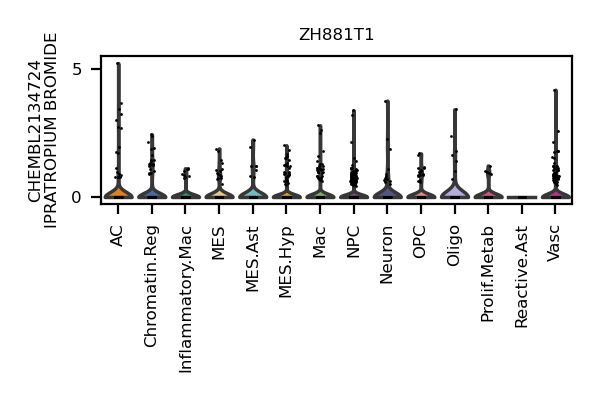 ZH881T1
CHEMBL2134724
IPRATROPIUM BROMIDE
5
0
AC
Chromatin.Reg
Inflammatory.Mac
MES
MES.Ast
MES.Hyp
Mac
NPC
Neuron
OPC
Oligo
Prolif.Metab
Reactive.Ast
Vasc